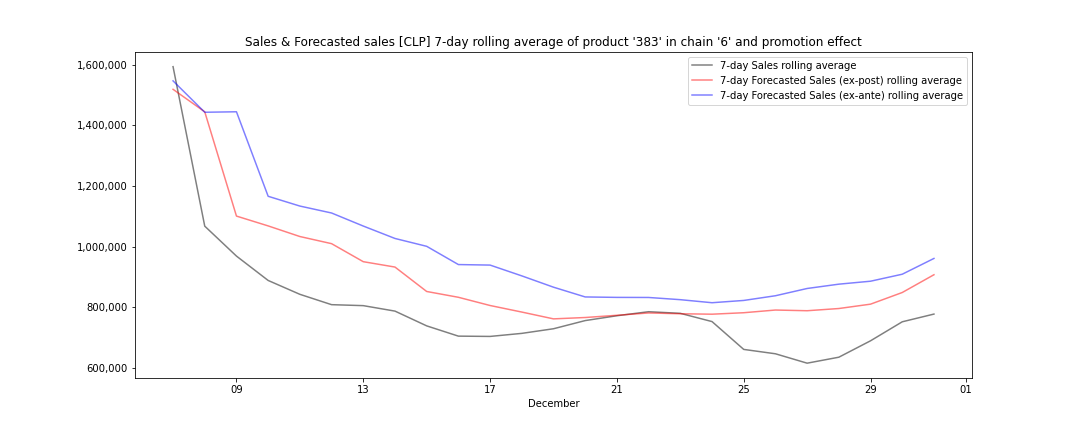 Sales & Forecasted sales [CLP] 7-day rolling average of product '383' in chain '6' and promotion effect
7-day Sales rolling average
7-day Forecasted Sales (ex-post) rolling average
7-day Forecasted Sales (ex-ante) rolling average
1,600,000
1,400,000
1,200,000
1,000,000
800,000
600,000
09 13 17 21 25 29 01
December